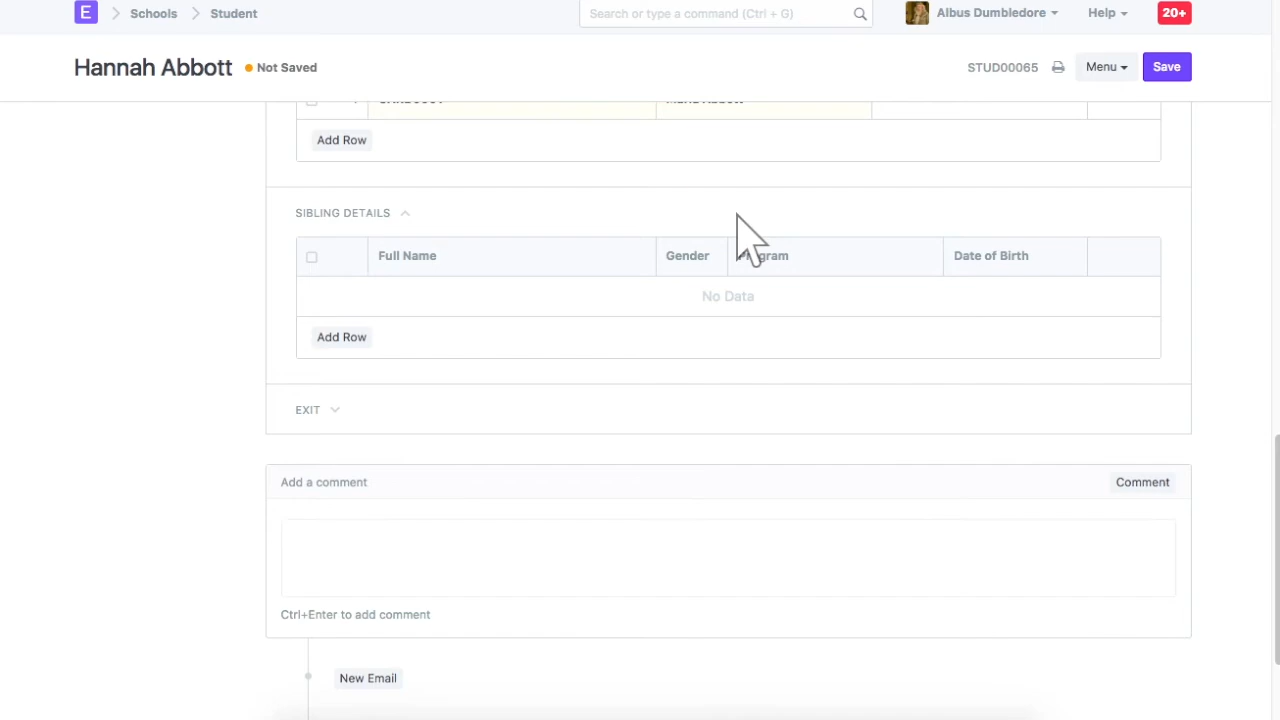 E Schools Student Search or type a command (Ctrl + G) Albus Dumbledore Help 20+
Hannah Abbott Not Saved STUD00065 Menu Save
Add Row
SIBLING DETAILS
Full Name Gender Program Date of Birth
No Data
Add Row
EXIT
Add a comment Comment
Ctrl+Enter to add comment
New Email